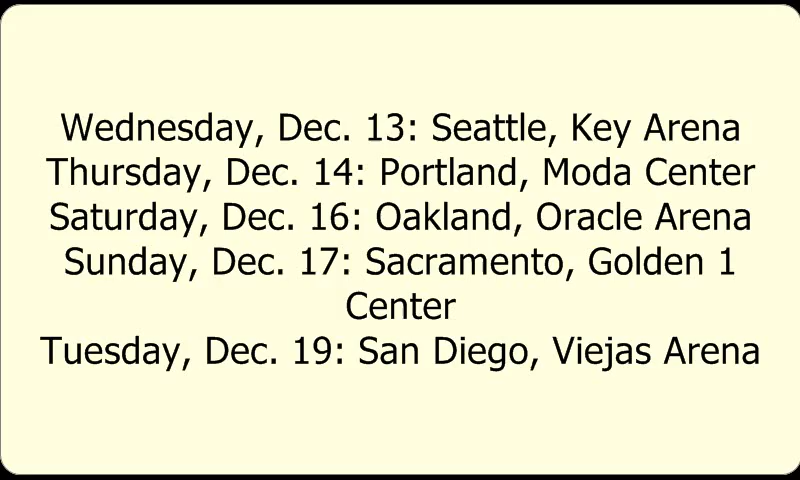 Wednesday, Dec. 13: Seattle, Key Arena
Thursday, Dec. 14: Portland, Moda Center
Saturday, Dec. 16: Oakland, Oracle Arena
Sunday, Dec. 17: Sacramento, Golden 1
Center
Tuesday, Dec. 19: San Diego, Viejas Arena